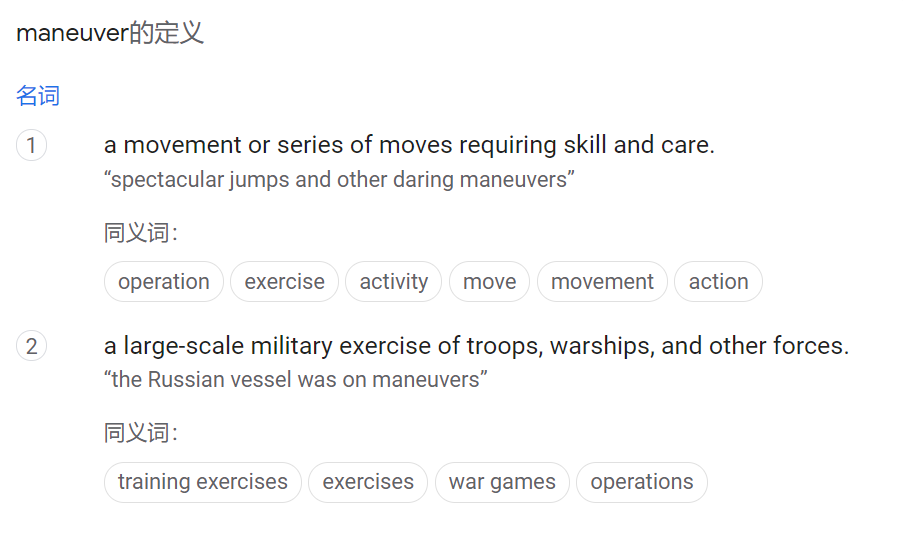 maneuver的定义
名词
1 a movement or series of moves requiring skill and care.
“spectacular jumps and other daring maneuvers”
同义词：
operation exercise activity move movement action
2 a large-scale military exercise of troops, warships, and other forces.
“the Russian vessel was on maneuvers”
同义词：
training exercises exercises war games operations